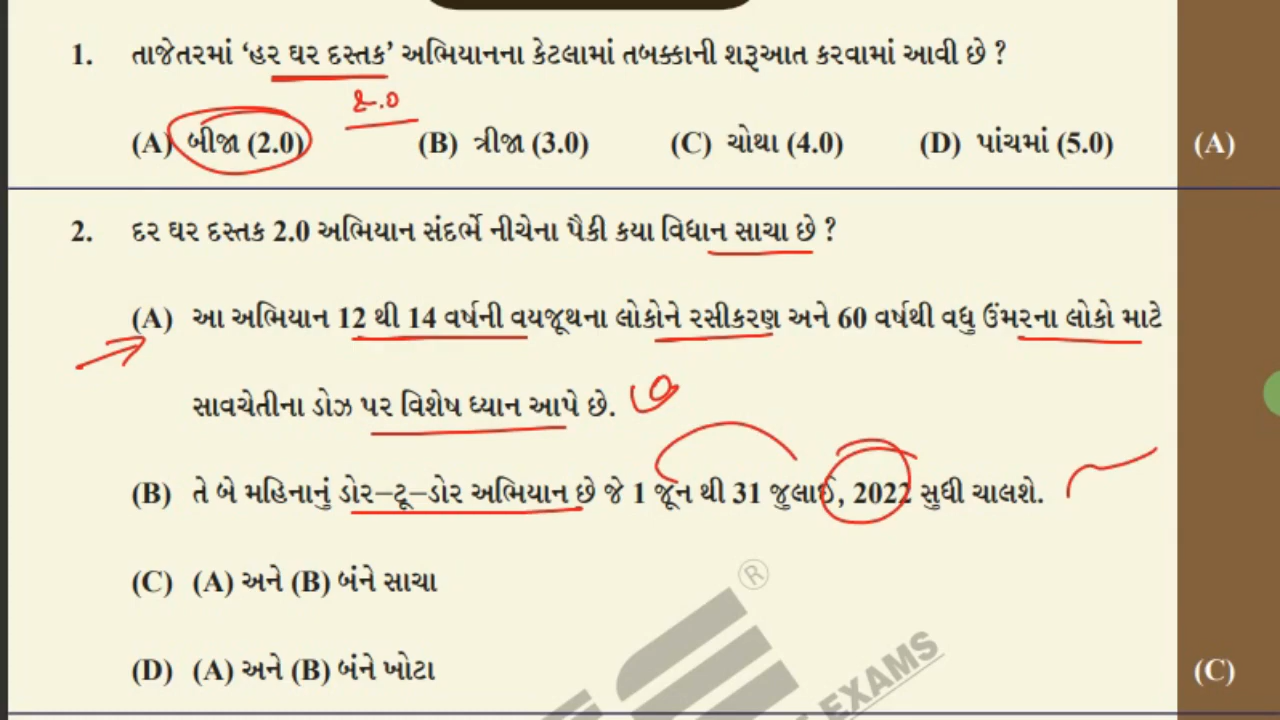 1. તાજેતરમાં ‘હર ઘર દસ્તક’ અભિયાનના કેટલામાં તબક્કાની શરૂઆત કરવામાં આવી છે ?
2.0
(A) બીજા (2.0) (B) ત્રીજા (3.0) (C) ચોથા (4.0) (D) પાંચમાં (5.0) (A)
2. દર ઘર દસ્તક 2.0 અભિયાન સંદર્ભે નીચેના પૈકી કયા વિધાન સાચા છે ?
(A) આ અભિયાન 12 થી 14 વર્ષની વયજૂથના લોકોને રસીકરણ અને 60 વર્ષથી વધુ ઉંમરના લોકો માટે
સાવચેતીના ડોઝ પર વિશેષ ધ્યાન આપે છે.
(B) તે બે મહિનાનું ડોર–ટૂ–ડોર અભિયાન છે જે 1 જૂન થી 31 જુલાઈ, 2022 સુધી ચાલશે.
(C) (A) અને (B) બંને સાચા
®
(D) (A) અને (B) બંને ખોટા (C)
EXAMS